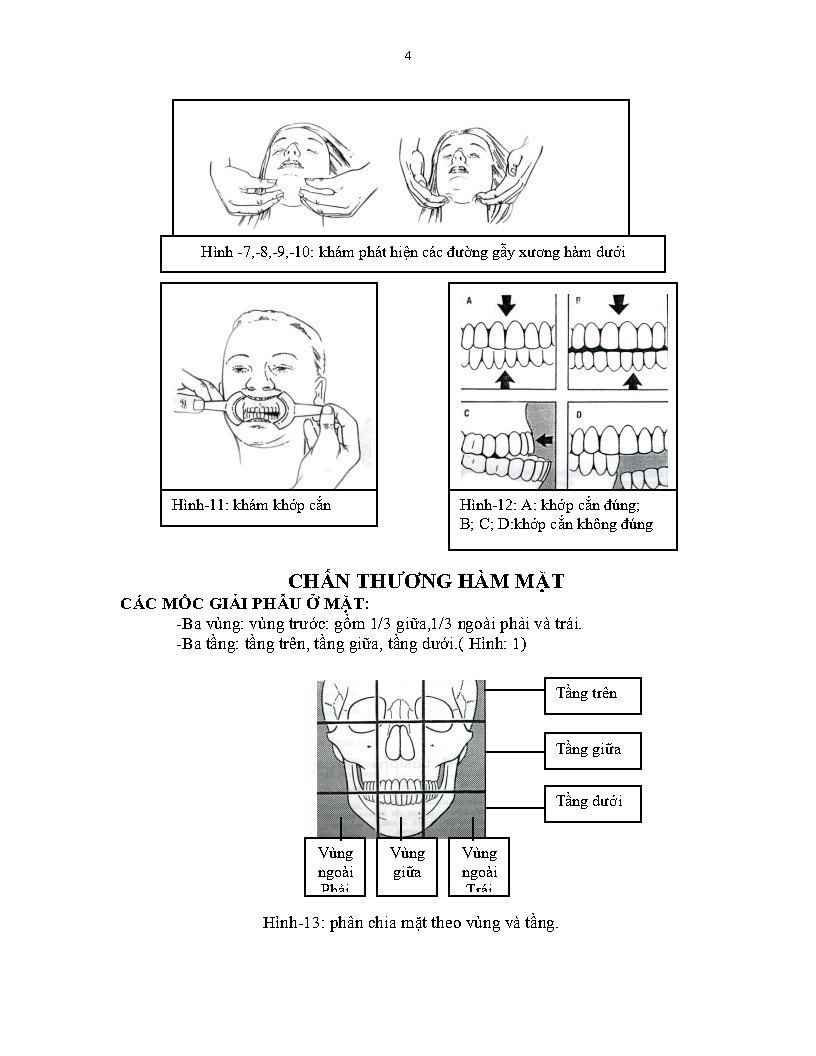 4
Hình -7,-8,-9,-10: khám phát hiện các đường gẫy xương hàm dưới
Hình-11: khám khớp cắn
A
B
C
D
Hình-12: A: khớp cắn đúng;
B; C; D:khớp cắn không đúng
CHẤN THƯƠNG HÀM MẶT
CÁC MỐC GIẢI PHẪU Ở MẶT:
-Ba vùng: vùng trước: gồm 1/3 giữa,1/3 ngoài phải và trái.
-Ba tầng: tầng trên, tầng giữa, tầng dưới.( Hình: 1)
Tầng trên
Tầng giữa
Tầng dưới
Vùng
ngoài
Phải
Vùng
giữa
Vùng
ngoài
Trái
Hình-13: phân chia mặt theo vùng và tầng.